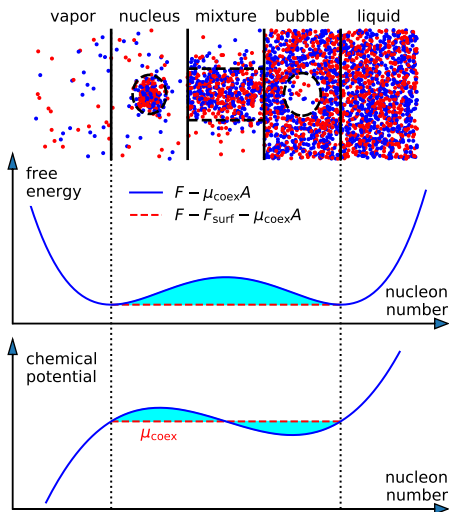 vapor nucleus mixture bubble liquid
free
energy
F − μcoexA
F − Fsurf − μcoexA
nucleon
number
chemical
potential
μcoex
nucleon
number